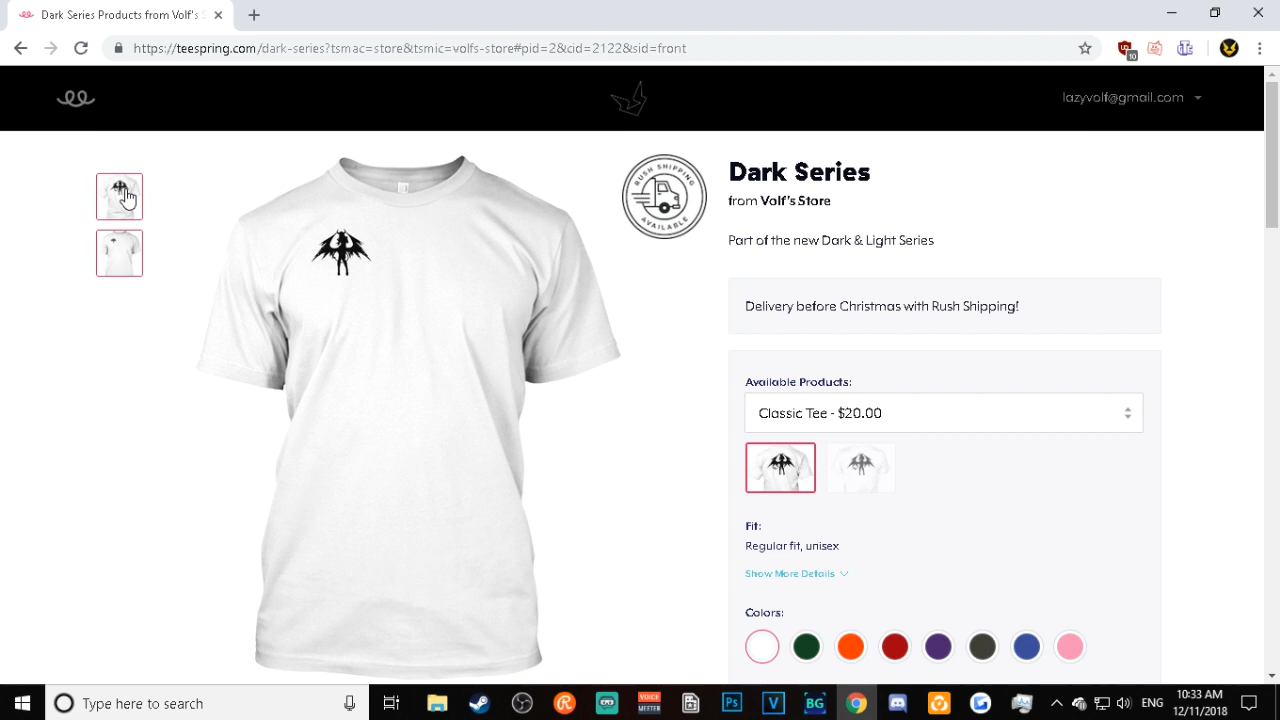 Dark Series Products from Volf's S
https://teespring.com/dark-series?tsmac=store&tsmic=volfs-store#pid=2&cid=2122&sid=front
10
lazyvolf@gmail.com
RUSH SHIPPING
AVAILABLE
Dark Series
from Volf's Store
Part of the new Dark & Light Series
Delivery before Christmas with Rush Shipping!
Available Products:
Classic Tee - $20.00
Fit:
Regular fit, unisex
Show More Details
Colors:
Type here to search
VOICE
MEETER
Ps
V
BG
ENG
10:33 AM
12/11/2018